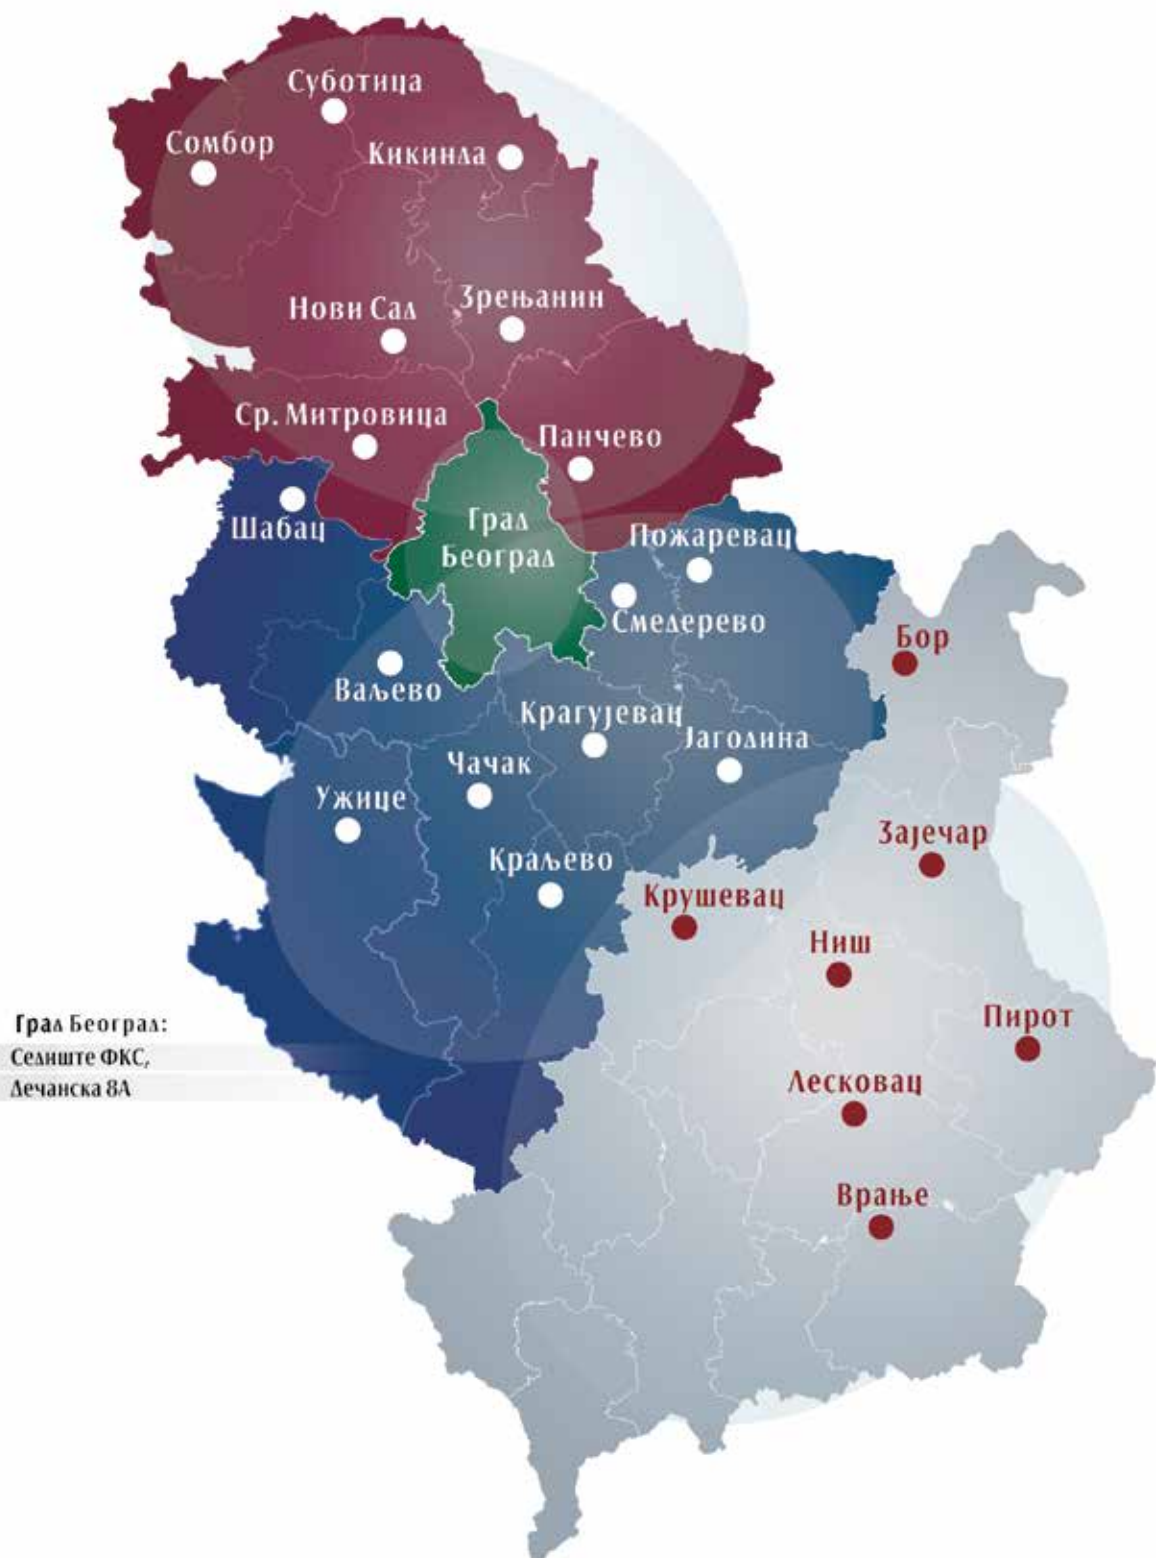 Суботица
Сомбор
Кикинда
Нови Сад
Зрењанин
Ср. Митровица
Панчево
Шабац
Град
Београд
Пожаревац
Смедерево
Бор
Ваљево
Крагујевац
Јагодина
Чачак
Ужице
Зајечар
Краљево
Крушевац
Ниш
Пирот
Лесковац
Врање
Град Београд:
Седиште ФКС,
Дечанска 8А